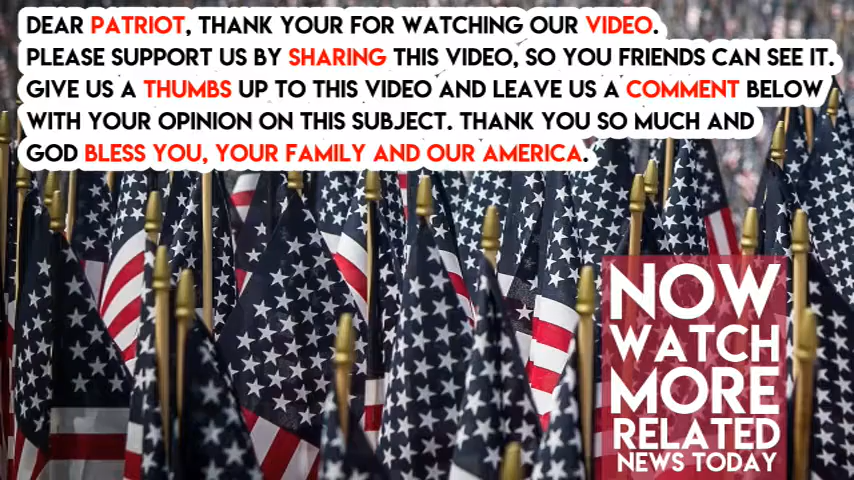 DEAR PATRIOT, THANK YOUR FOR WATCHING OUR VIDEO.
PLEASE SUPPORT US BY SHARING THIS VIDEO, SO YOU FRIENDS CAN SEE IT.
GIVE US A THUMBS UP TO THIS VIDEO AND LEAVE US A COMMENT BELOW
WITH YOUR OPINION ON THIS SUBJECT. THANK YOU SO MUCH AND
GOD BLESS YOU, YOUR FAMILY AND OUR AMERICA.
NOW
WATCH
MORE
RELATED
NEWS TODAY